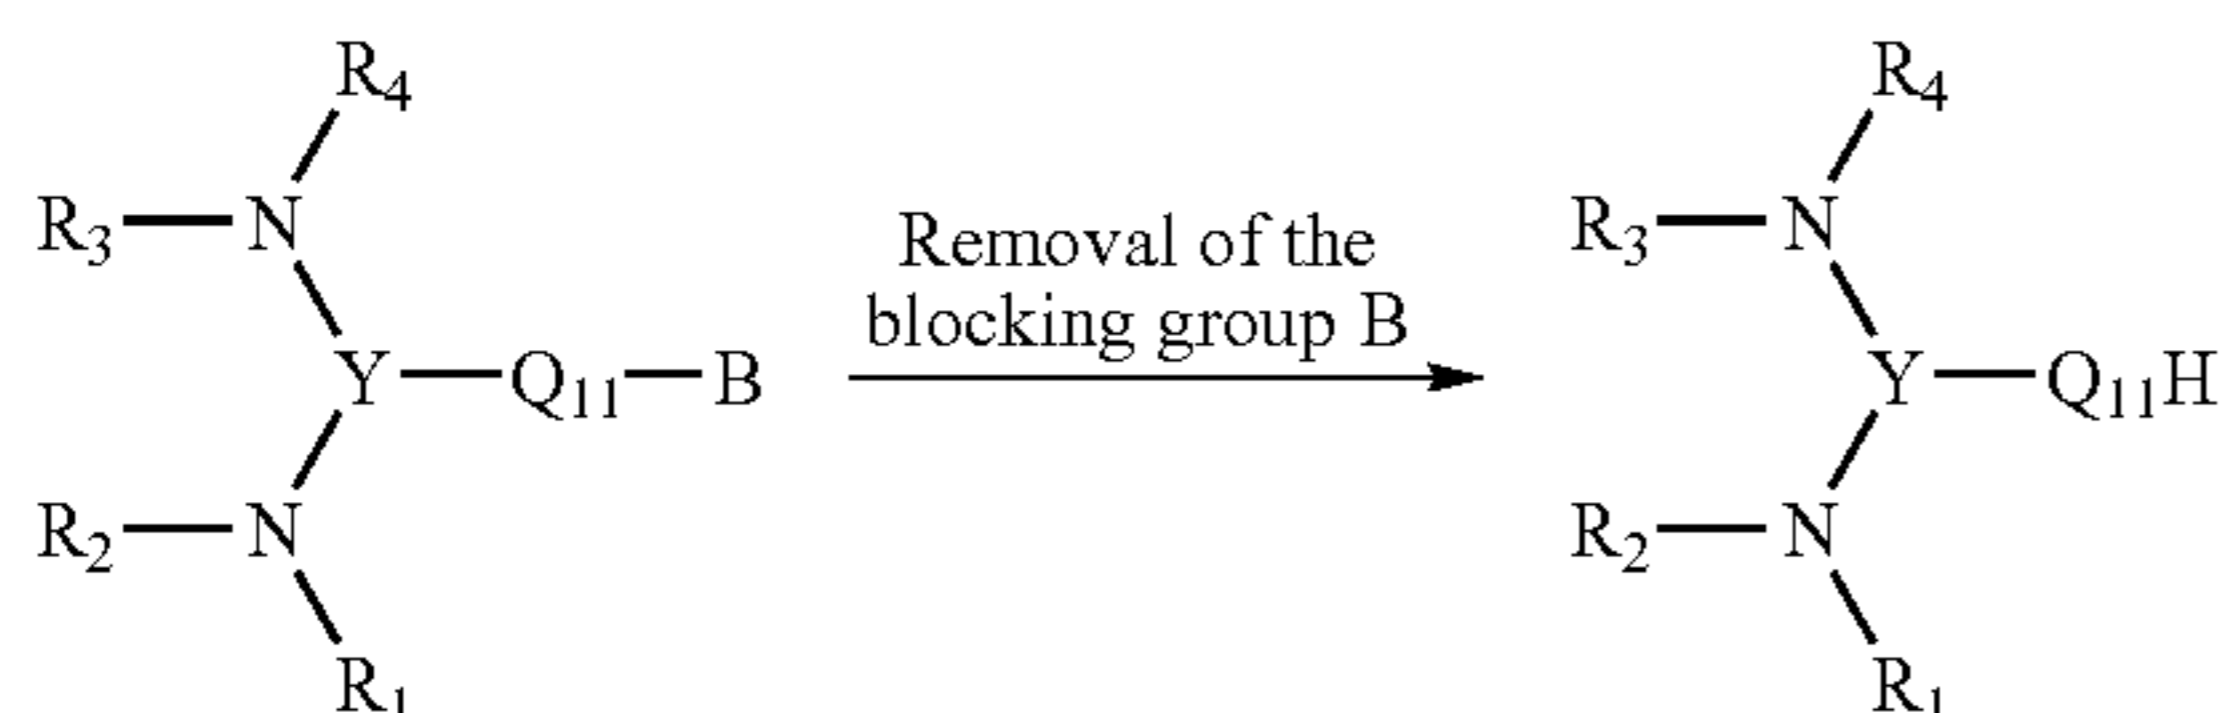 R4 R4
R3 N R3 N
Removal of the
blocking group B
Y Q11 B Y Q11H
R2 N R2 N
R1 R1